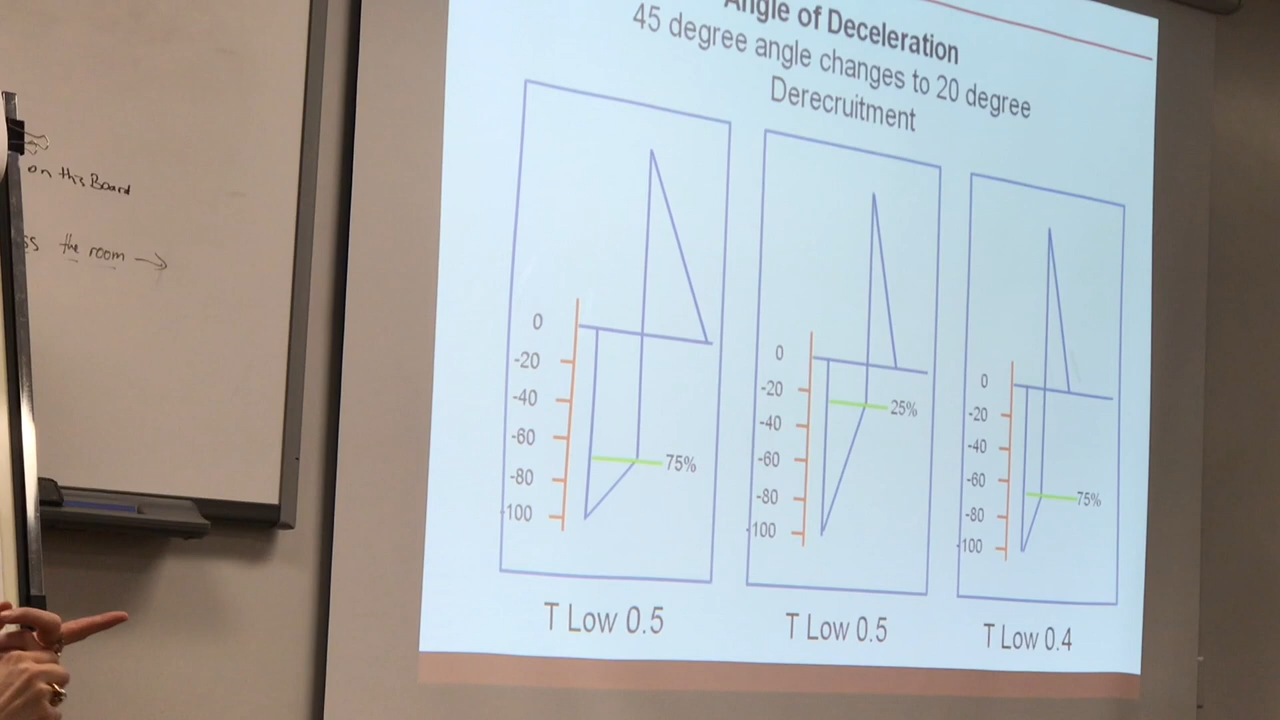 on this Board
the room →
Angle of Deceleration
45 degree angle changes to 20 degree
Derecruitment
0
-20
-40
-60
-80
-100
75%
T Low 0.5
0
-20
-40
-60
-80
-100
25%
T Low 0.5
0
-20
-40
-60
-80
-100
75%
T Low 0.4